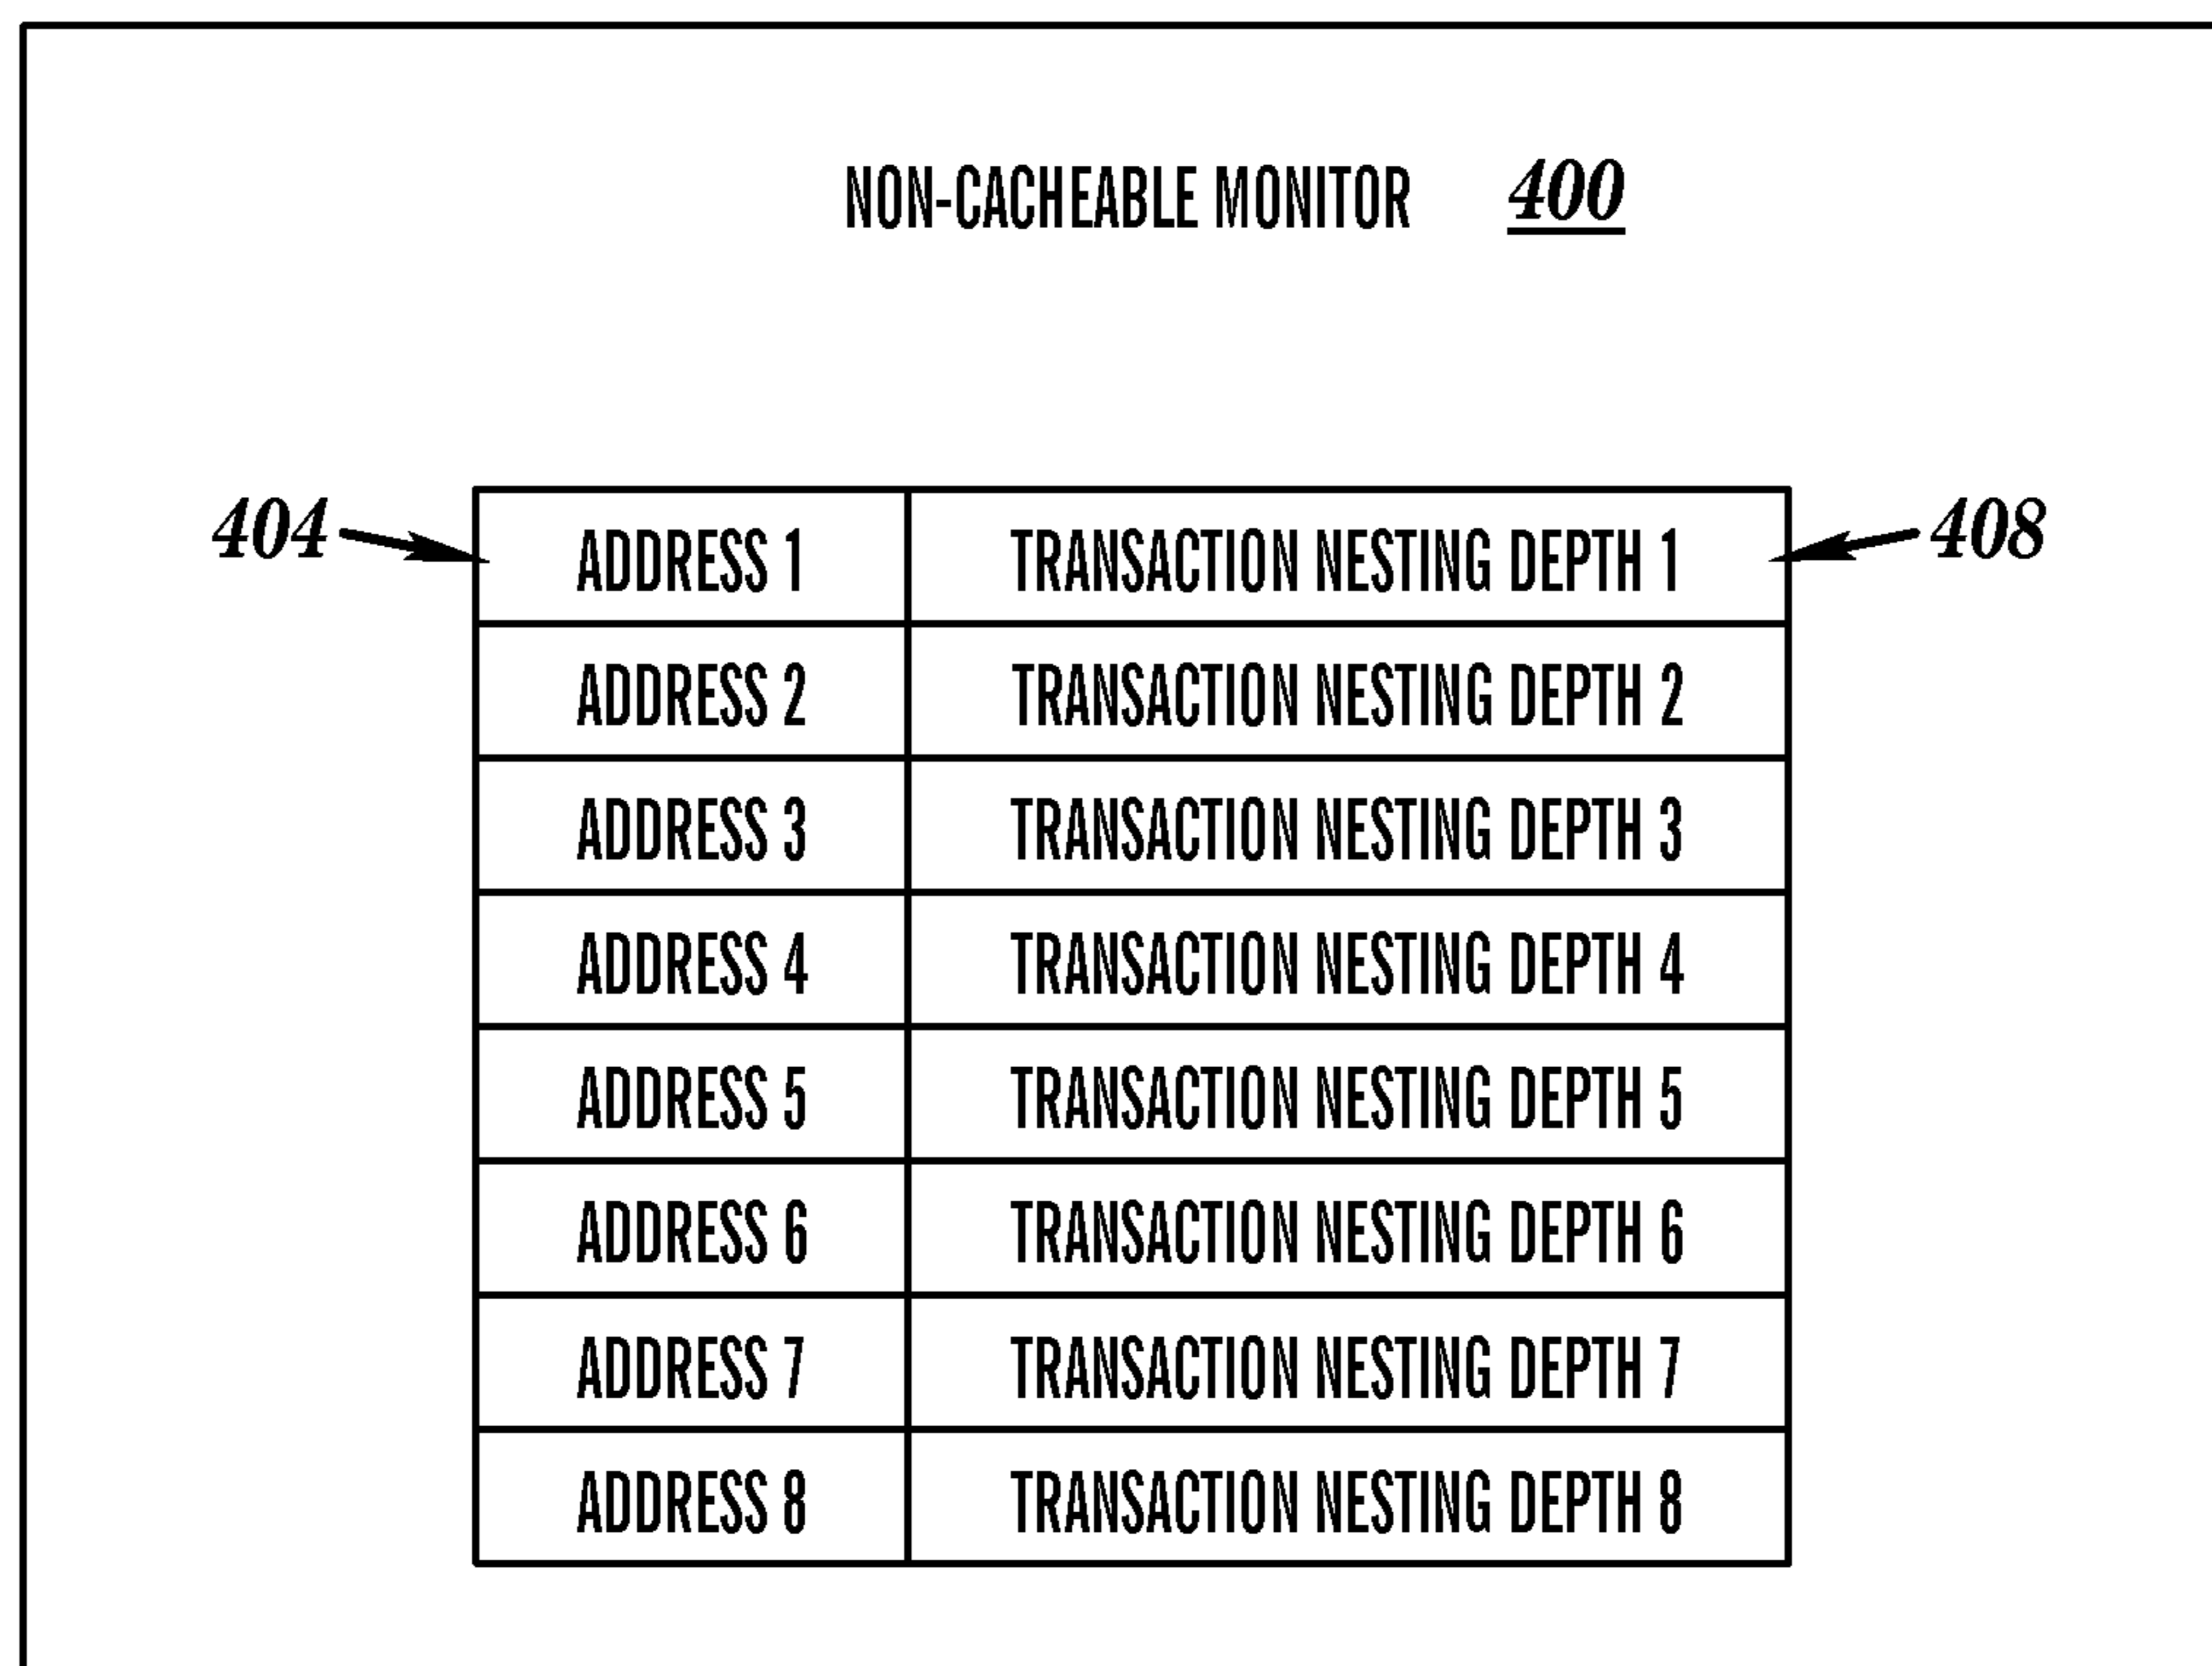 NON-CACHEABLE MONITOR 400
404 ADDRESS 1 TRANSACTION NESTING DEPTH 1 408
ADDRESS 2 TRANSACTION NESTING DEPTH 2
ADDRESS 3 TRANSACTION NESTING DEPTH 3
ADDRESS 4 TRANSACTION NESTING DEPTH 4
ADDRESS 5 TRANSACTION NESTING DEPTH 5
ADDRESS 6 TRANSACTION NESTING DEPTH 6
ADDRESS 7 TRANSACTION NESTING DEPTH 7
ADDRESS 8 TRANSACTION NESTING DEPTH 8